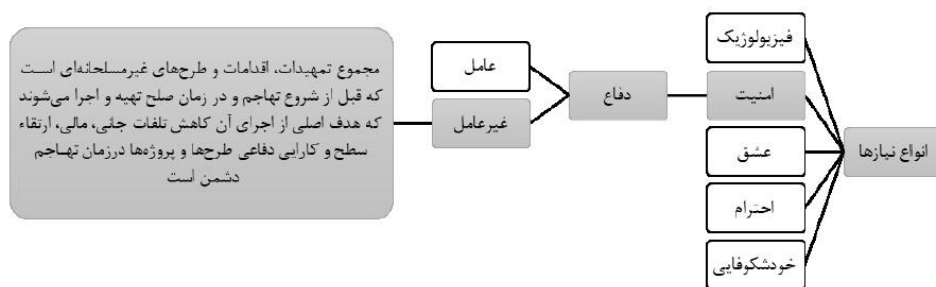 انواع نیازها
فیزیولوژیک
امنیت
عشق
احترام
خودشکوفایی
دفاع
عامل
غیرعامل
مجموع تمهیدات، اقدامات و طرح‌های غیرمسلحانه‌ای است
که قبل از شروع تهاجم و در زمان صلح تهیه و اجرا می‌شوند
که هدف اصلی از اجرای آن کاهش تلفات جانی، مالی، ارتقاء
سطح و کارایی دفاعی طرح‌ها و پروژه‌ها درزمان تهاجم
دشمن است